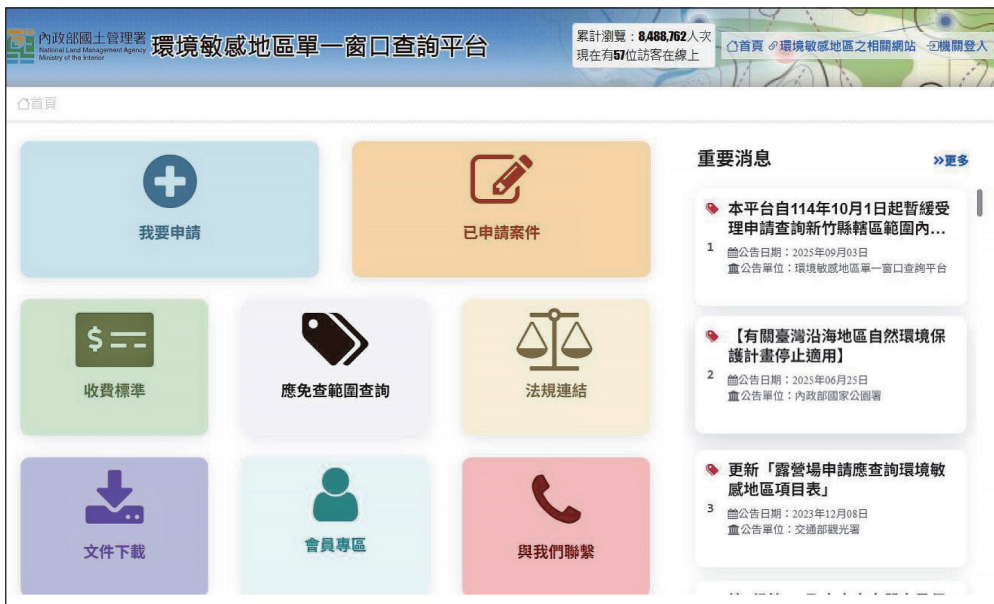 內政部國土管理署
National Land Management Agency
Ministry of the Interior
環境敏感地區單一窗口查詢平台
累計瀏覽：8,488,762人次
現在有57位訪客在線上
首頁 環境敏感地區之相關網站 機關登入
首頁
我要申請
已申請案件
收費標準
應免查範圍查詢
法規連結
文件下載
會員專區
與我們聯繫
重要消息
»更多
本平台自114年10月1日起暫緩受
理申請查詢新竹縣轄區範圍內...
1
公告日期：2025年09月03日
公告單位：環境敏感地區單一窗口查詢平台
【有關臺灣沿海地區自然環境保
護計畫停止適用】
2
公告日期：2025年06月25日
公告單位：內政部國家公園署
更新「露營場申請應查詢環境敏
感地區項目表」
3
公告日期：2023年12月08日
公告單位：交通部觀光署